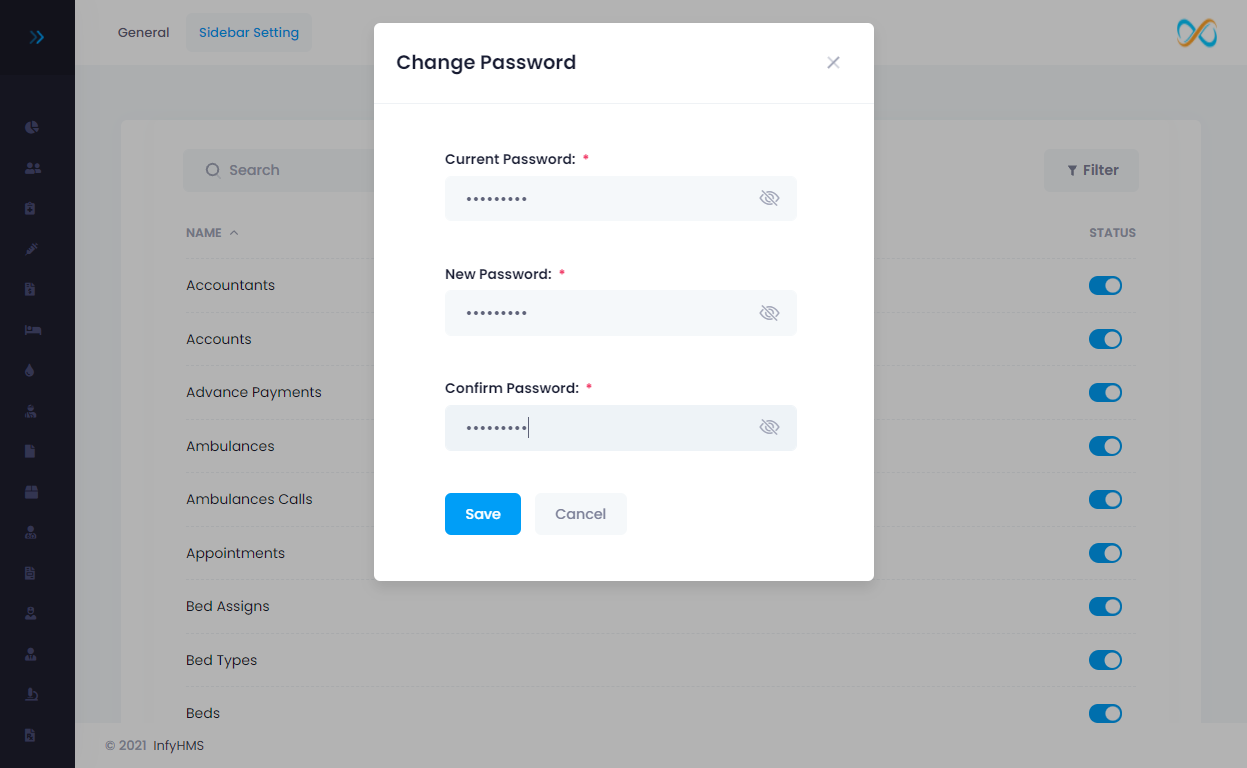 General
Sidebar Setting
Change Password
Search
Filter
Current Password: *
•••••••••
New Password: *
•••••••••
Confirm Password: *
•••••••••
Save
Cancel
NAME
STATUS
Accountants
Accounts
Advance Payments
Ambulances
Ambulances Calls
Appointments
Bed Assigns
Bed Types
Beds
© 2021 InfyHMS